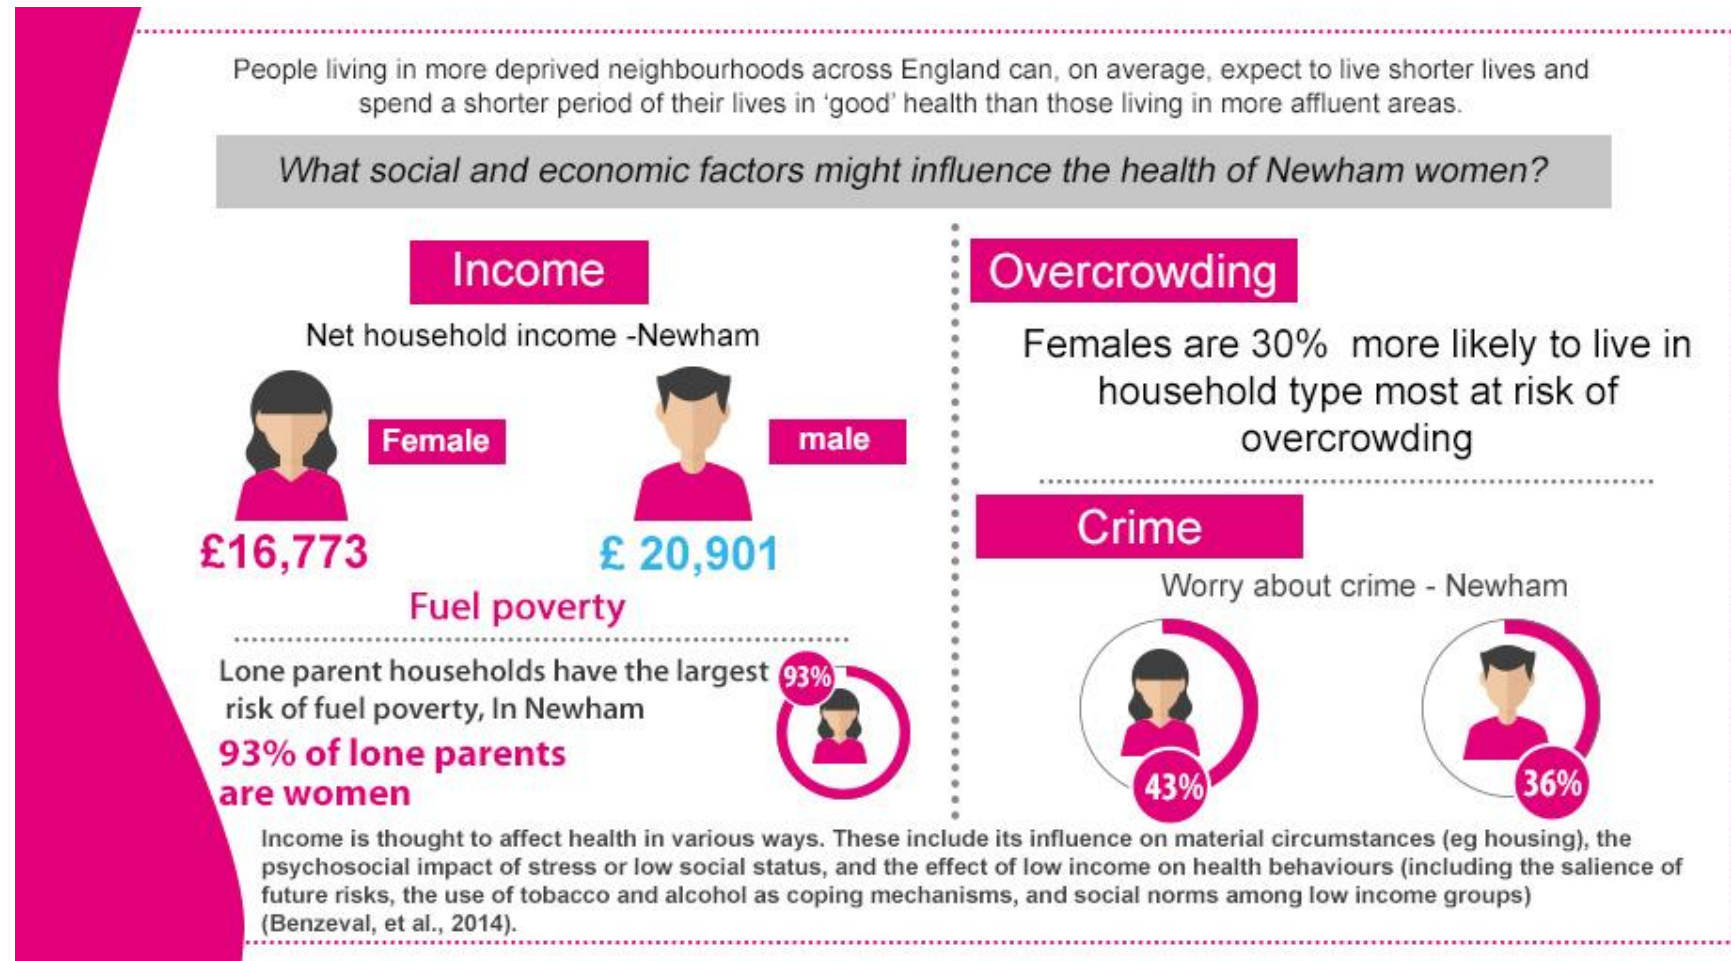 People living in more deprived neighbourhoods across England can, on average, expect to live shorter lives and
spend a shorter period of their lives in ‘good’ health than those living in more affluent areas.
What social and economic factors might influence the health of Newham women?
Income
Net household income -Newham
Female
male
£16,773
£ 20,901
Fuel poverty
Lone parent households have the largest
risk of fuel poverty, In Newham
93% of lone parents
are women
93%
Overcrowding
Females are 30%  more likely to live in
household type most at risk of
overcrowding
Crime
Worry about crime - Newham
43%
36%
Income is thought to affect health in various ways. These include its influence on material circumstances (eg housing), the
psychosocial impact of stress or low social status, and the effect of low income on health behaviours (including the salience of
future risks, the use of tobacco and alcohol as coping mechanisms, and social norms among low income groups)
(Benzeval, et al., 2014).